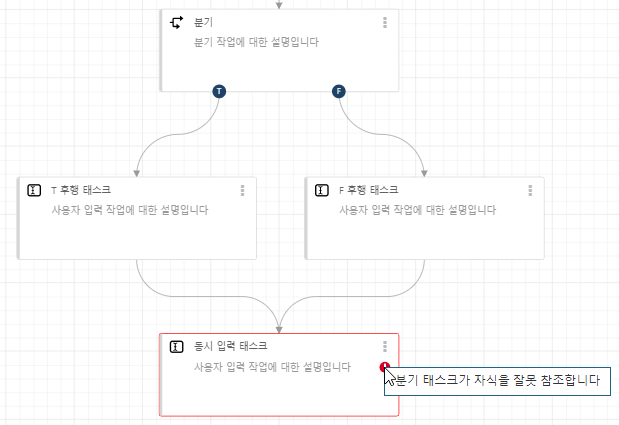 분기
분기 작업에 대한 설명입니다
T
F
T 후행 태스크
사용자 입력 작업에 대한 설명입니다
F 후행 태스크
사용자 입력 작업에 대한 설명입니다
동시 입력 태스크
사용자 입력 작업에 대한 설명입니다
분기 태스크가 자식을 잘못 참조합니다